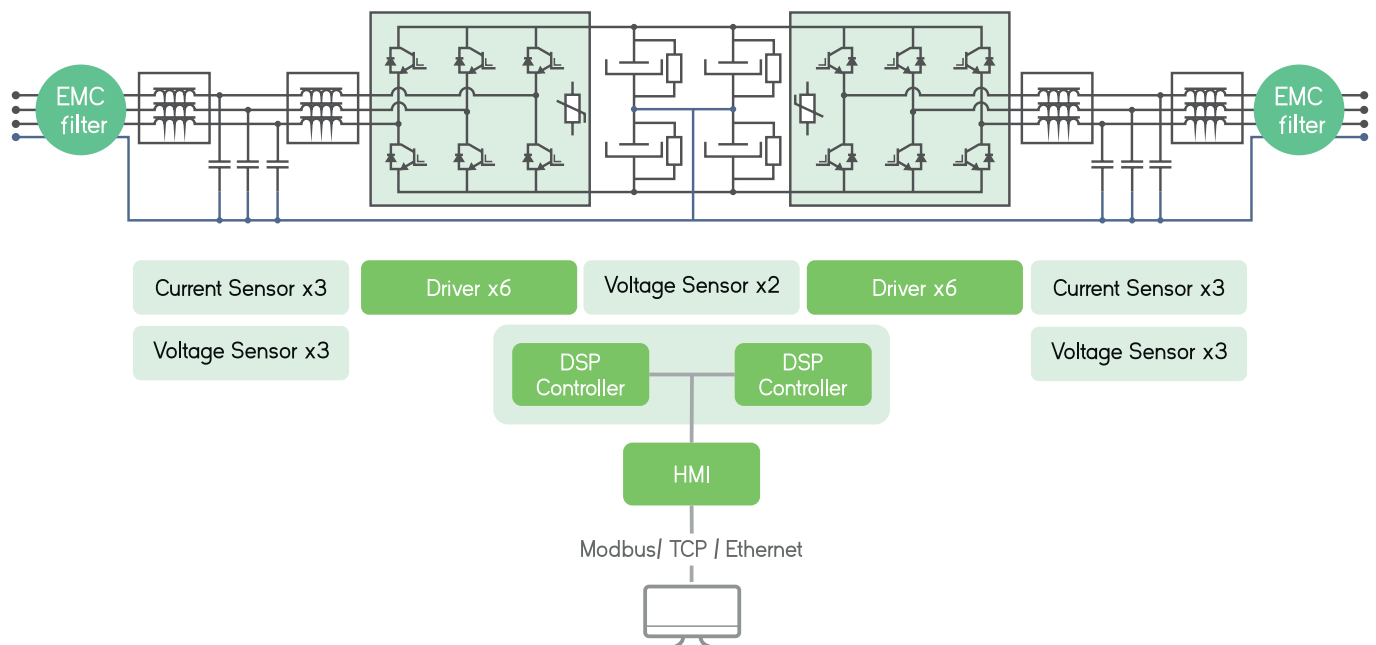 EMC
filter
EMC
filter
Current Sensor x3
Driver x6
Voltage Sensor x2
Driver x6
Current Sensor x3
Voltage Sensor x3
Voltage Sensor x3
DSP
Controller
DSP
Controller
HMI
Modbus/ TCP / Ethernet